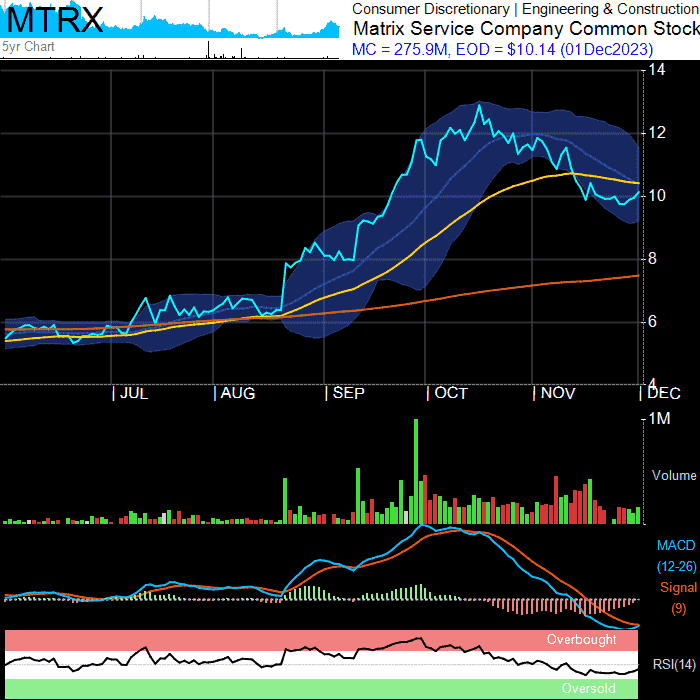 MTRX
Consumer Discretionary | Engineering & Construction
Matrix Service Company Common Stock
5yr Chart
MC = 275.9M, EOD = $10.14 (01Dec2023)
14
12
10
8
6
4
JUL AUG SEP OCT NOV DEC
1M
Volume
MACD
(12-26)
Signal
(9)
Overbought
RSI(14)
Oversold